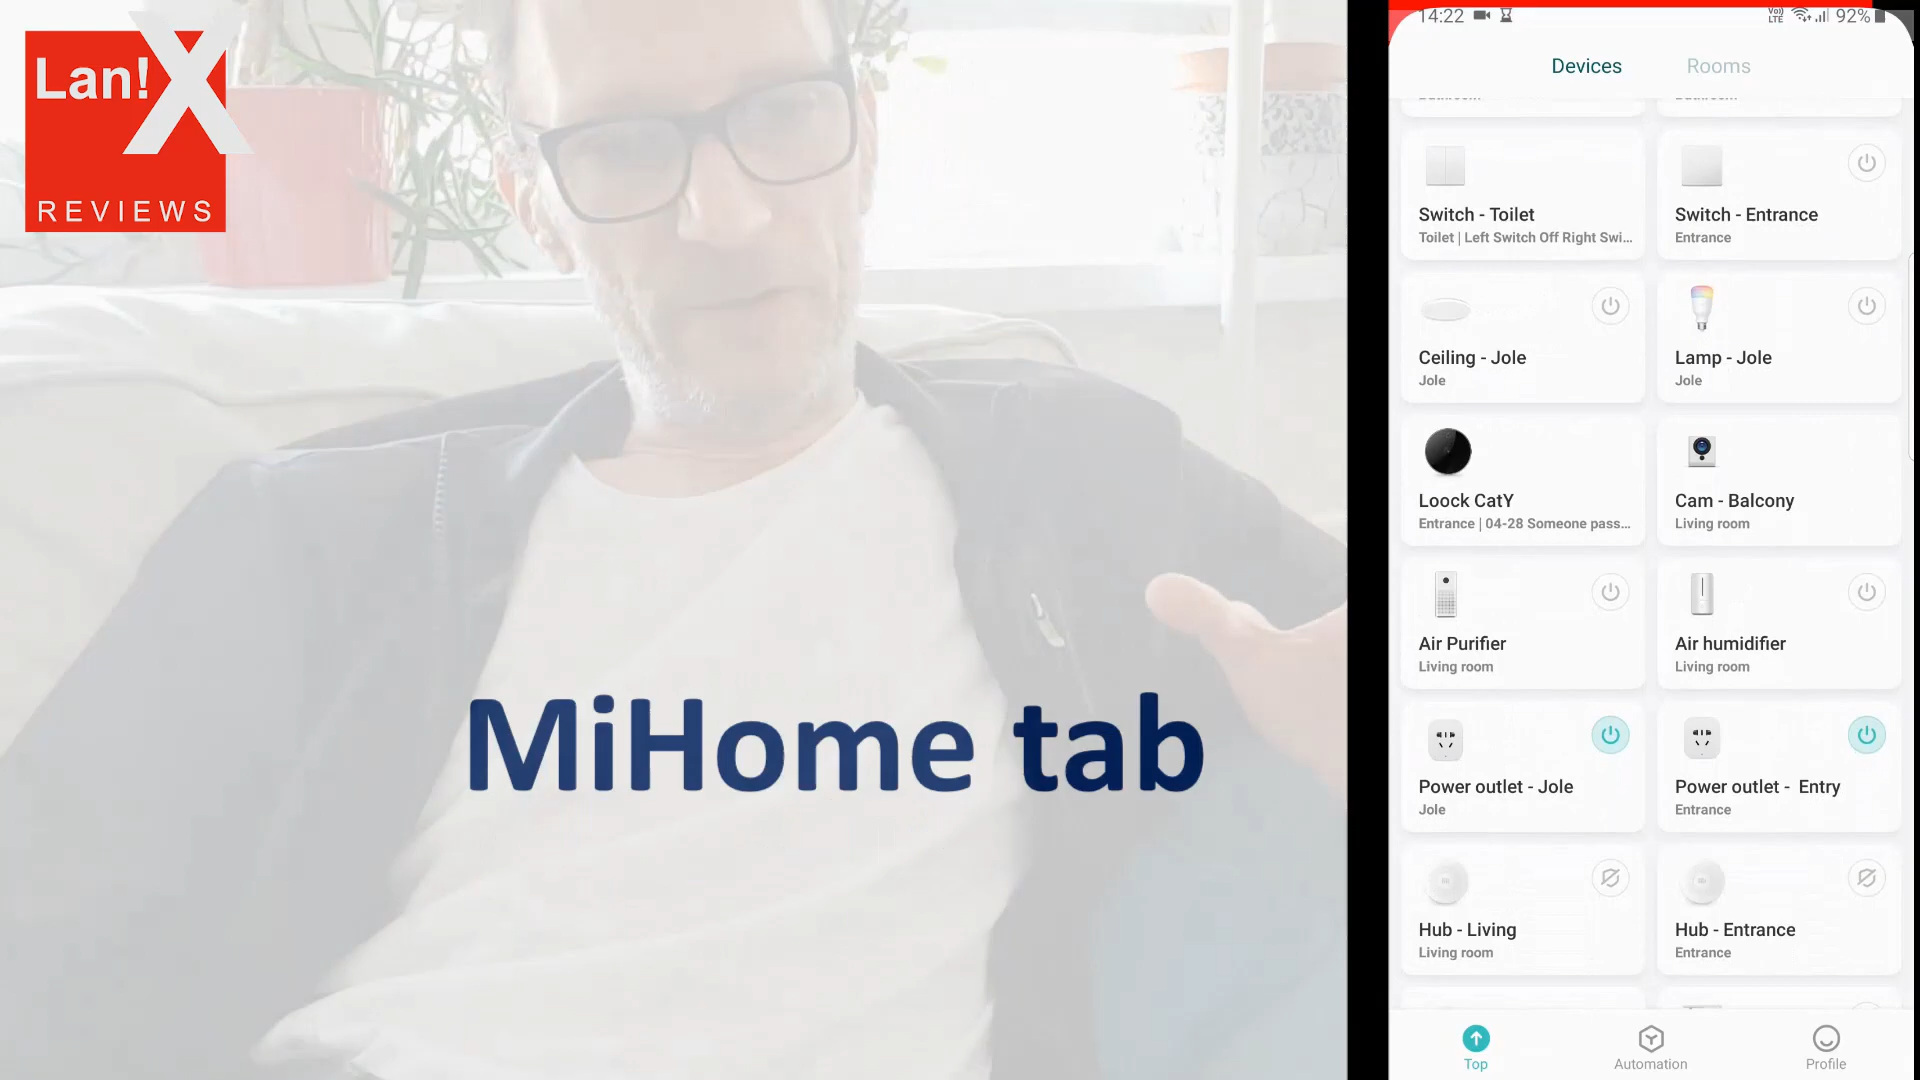 Lan!X
REVIEWS
MiHome tab
14:22
92%
Devices
Rooms
Switch - Toilet
Toilet | Left Switch Off Right Swi...
Switch - Entrance
Entrance
Ceiling - Jole
Jole
Lamp - Jole
Jole
Loock CatY
Entrance | 04-28 Someone pass...
Cam - Balcony
Living room
Air Purifier
Living room
Air humidifier
Living room
Power outlet - Jole
Jole
Power outlet -  Entry
Entrance
Hub - Living
Living room
Hub - Entrance
Entrance
Top
Automation
Profile